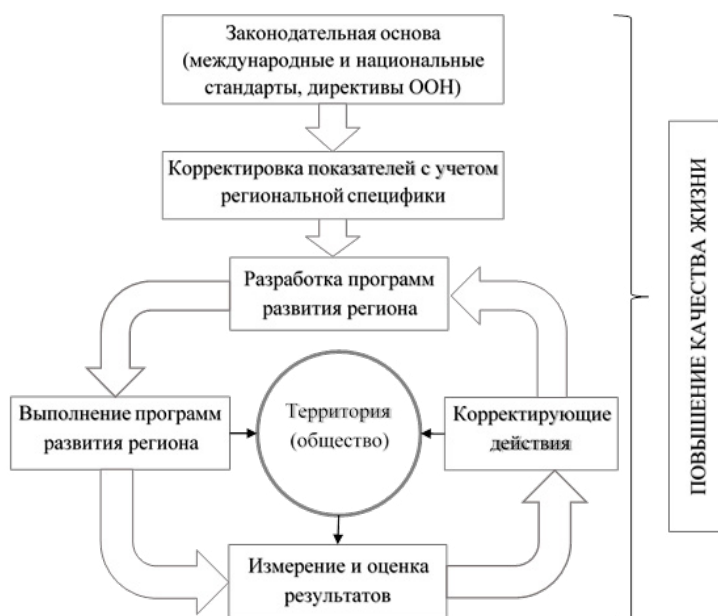 Законодательная основа
(международные и национальные
стандарты, директивы ООН)
Корректировка показателей с учетом
региональной специфики
Разработка программ
развития региона
Выполнение программ
развития региона
Территория
(общество)
Корректирующие
действия
Измерение и оценка
результатов
ПОВЫШЕНИЕ КАЧЕСТВА ЖИЗНИ